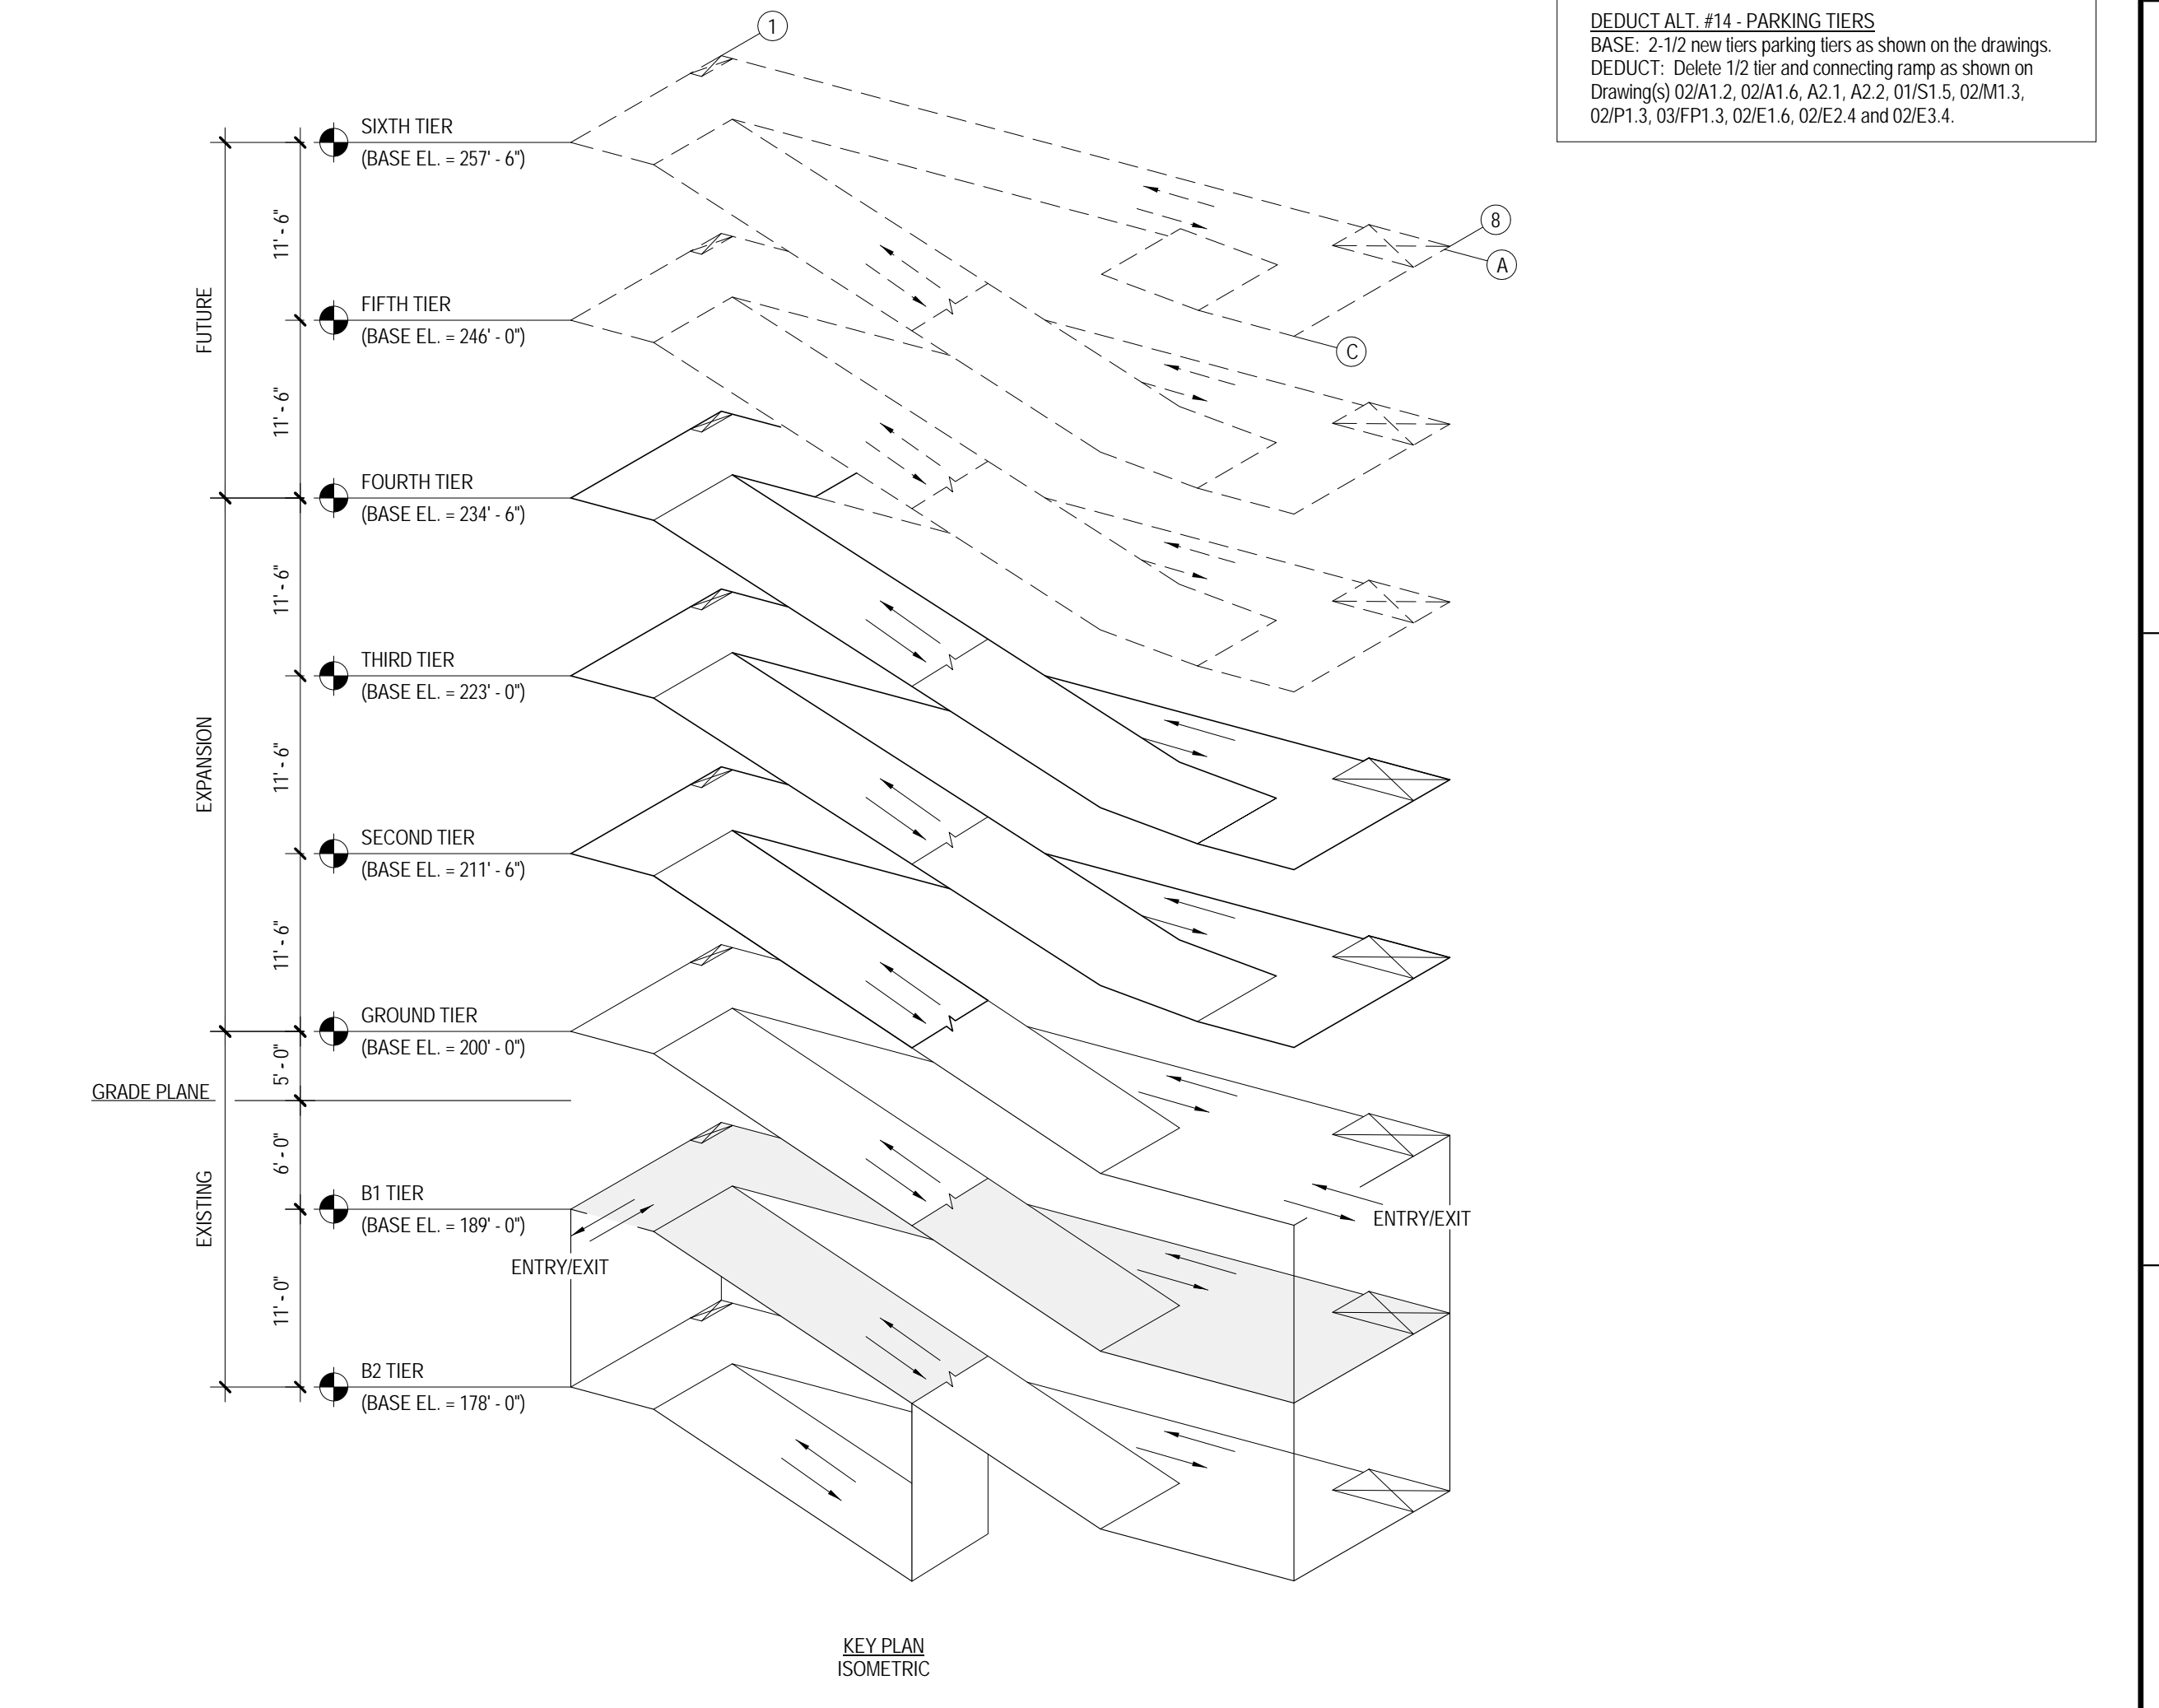 1
DEDUCT ALT. #14 - PARKING TIERS
BASE: 2-1/2 new tiers parking tiers as shown on the drawings.
DEDUCT: Delete 1/2 tier and connecting ramp as shown on
Drawing(s) 02/A1.2, 02/A1.6, A2.1, A2.2, 01/S1.5, 02/M1.3,
02/P1.3, 03/FP1.3, 02/E1.6, 02/E2.4 and 02/E3.4.
SIXTH TIER
(BASE EL. = 257' - 6")
8
A
11' - 6"
FUTURE
FIFTH TIER
(BASE EL. = 246' - 0")
C
11' - 6"
FOURTH TIER
(BASE EL. = 234' - 6")
11' - 6"
THIRD TIER
(BASE EL. = 223' - 0")
EXPANSION
11' - 6"
SECOND TIER
(BASE EL. = 211' - 6")
11' - 6"
GROUND TIER
(BASE EL. = 200' - 0")
5' - 0"
GRADE PLANE
6' - 0"
EXISTING
B1 TIER
(BASE EL. = 189' - 0")
ENTRY/EXIT
ENTRY/EXIT
11' - 0"
B2 TIER
(BASE EL. = 178' - 0")
KEY PLAN
ISOMETRIC